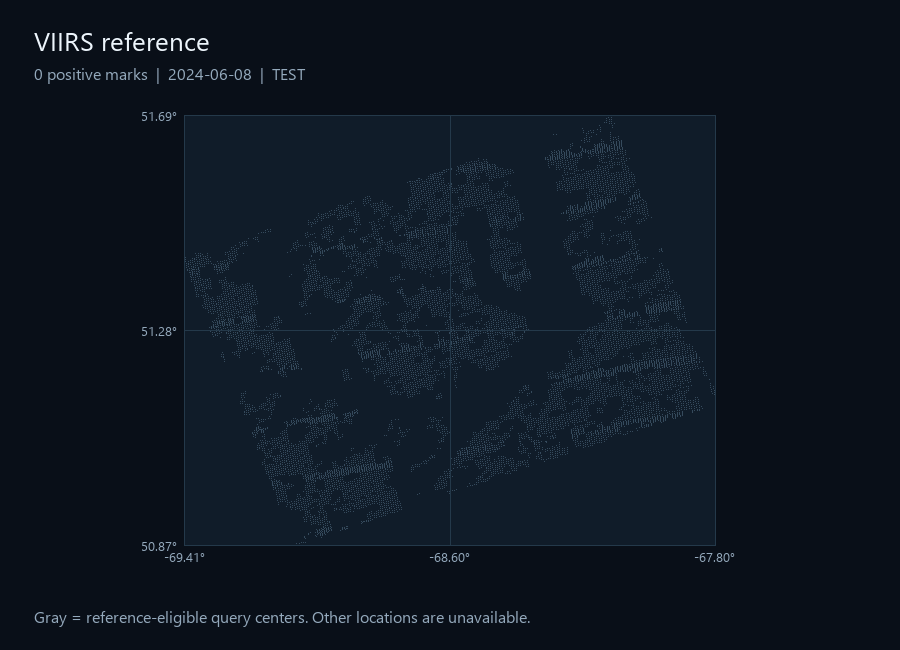 VIIRS reference
0 positive marks | 2024-06-08 | TEST
51.69°
51.28°
50.87°
-69.41°
-68.60°
-67.80°
Gray = reference-eligible query centers. Other locations are unavailable.